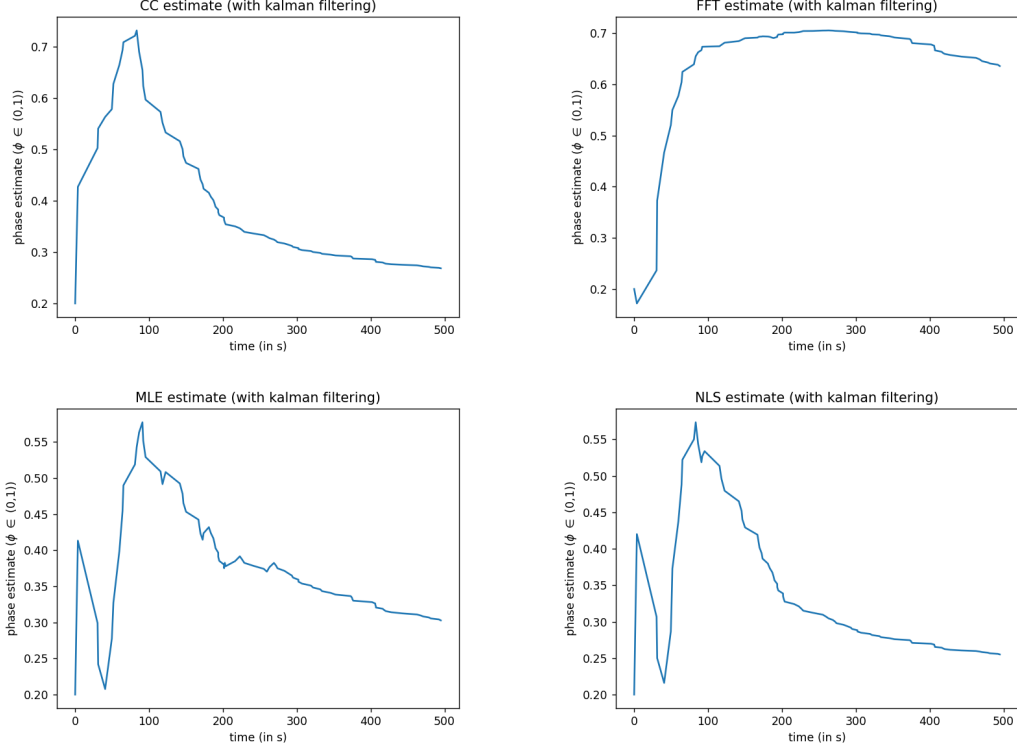 CC estimate (with kalman filtering)
0.7
0.6
0.5
0.4
0.3
0.2
phase estimate (ϕ ∈ (0,1))
0 100 200 300 400 500
time (in s)
FFT estimate (with kalman filtering)
0.7
0.6
0.5
0.4
0.3
0.2
phase estimate (ϕ ∈ (0,1))
0 100 200 300 400 500
time (in s)
MLE estimate (with kalman filtering)
0.55
0.50
0.45
0.40
0.35
0.30
0.25
0.20
phase estimate (ϕ ∈ (0,1))
0 100 200 300 400 500
time (in s)
NLS estimate (with kalman filtering)
0.55
0.50
0.45
0.40
0.35
0.30
0.25
0.20
phase estimate (ϕ ∈ (0,1))
0 100 200 300 400 500
time (in s)